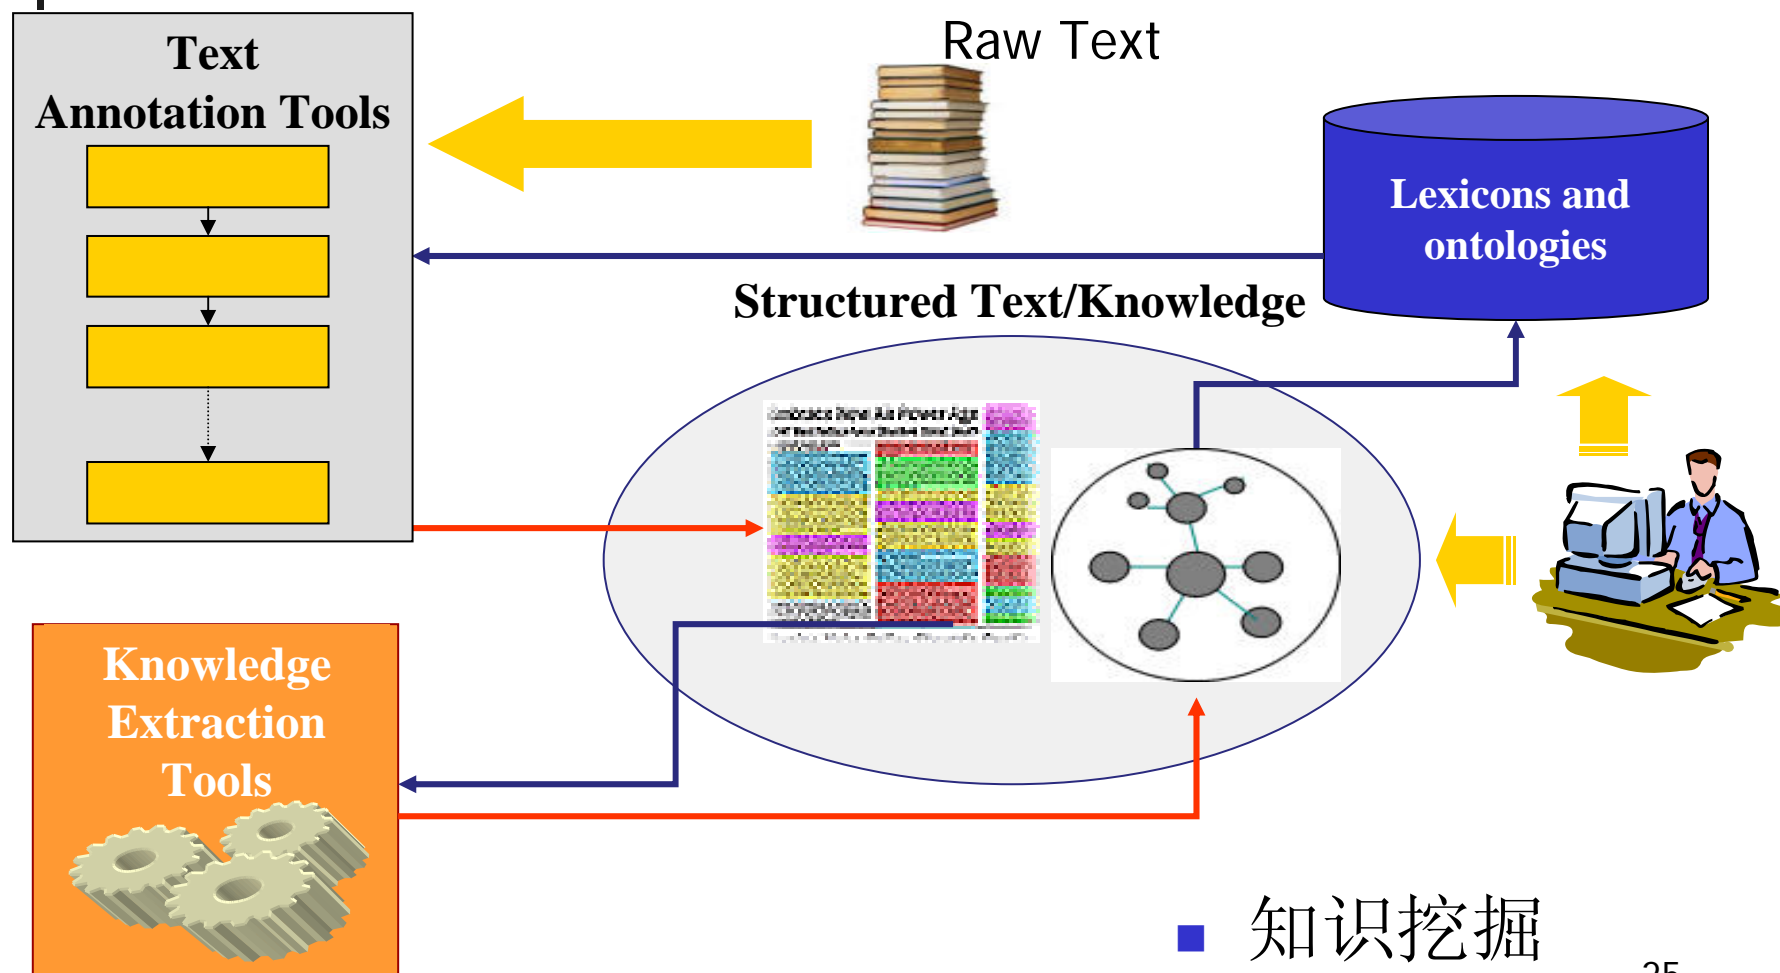 Text
Annotation Tools
Raw Text
Lexicons and
ontologies
Structured Text/Knowledge
Knowledge
Extraction
Tools
知识挖掘